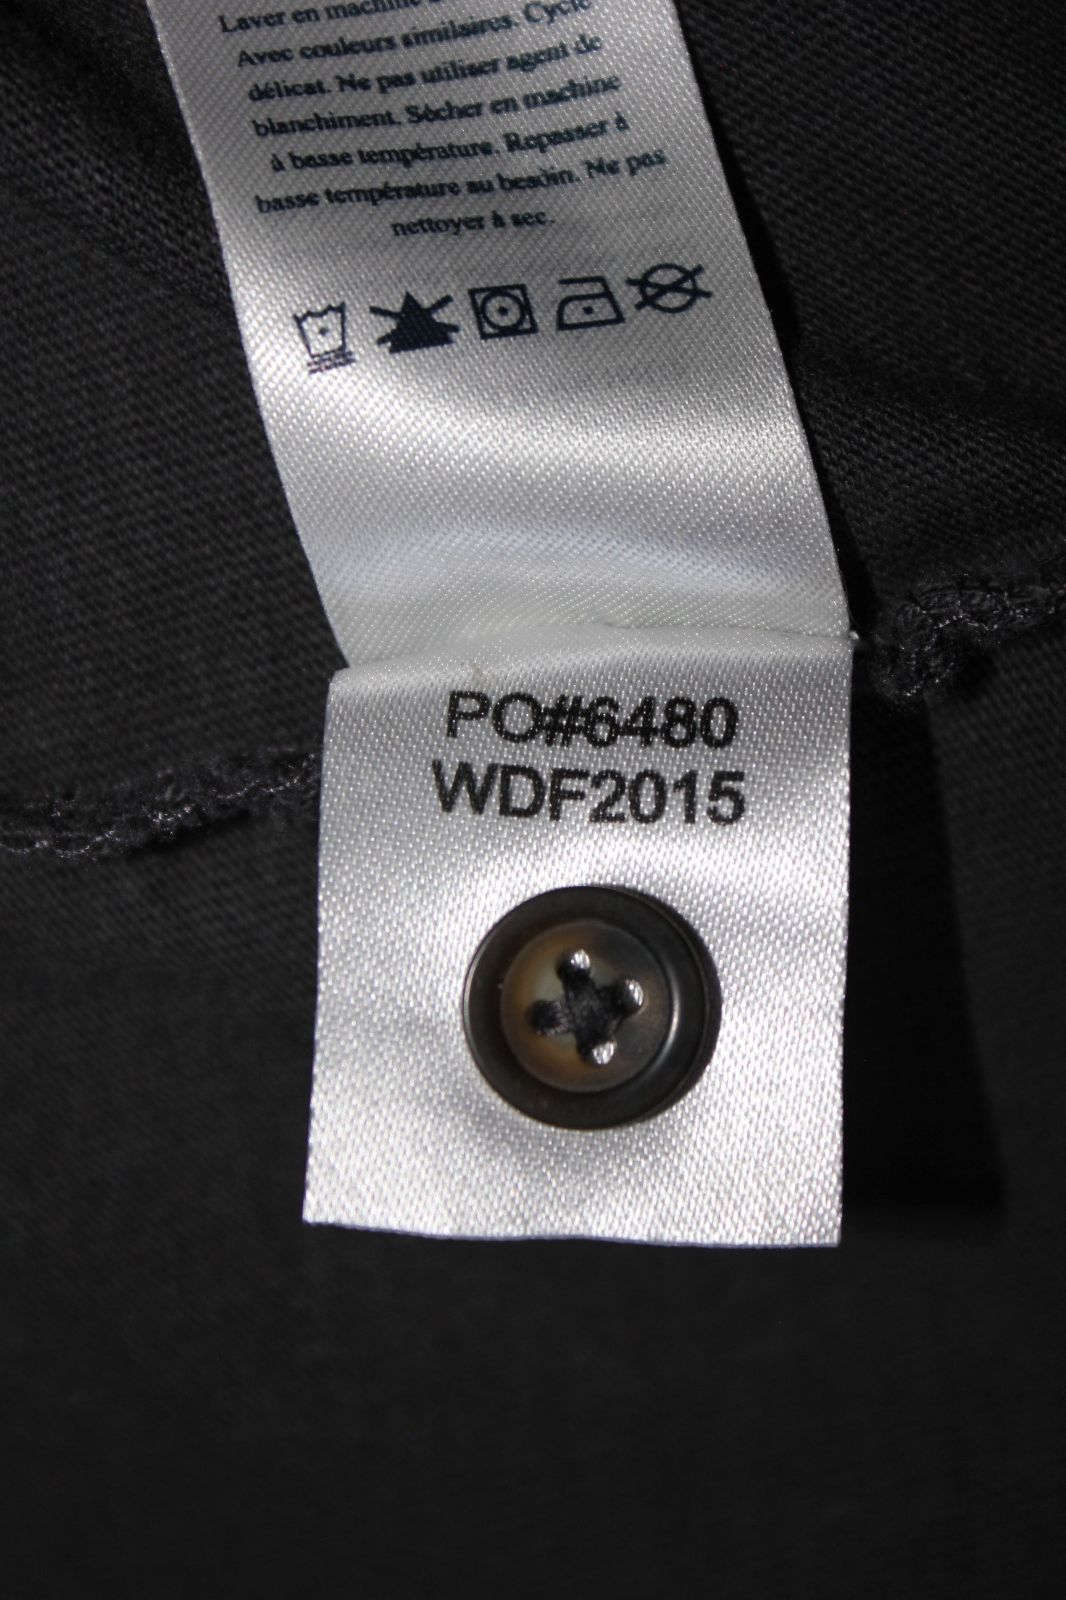 Laver en machine
Avec couleurs similaires. Cycle
délicat. Ne pas utiliser agent de
blanchiment. Sècher en machine
à basse température. Repasser à
basse température au besoin. Ne pas
nettoyer à sec.
PO#6480
WDF2015